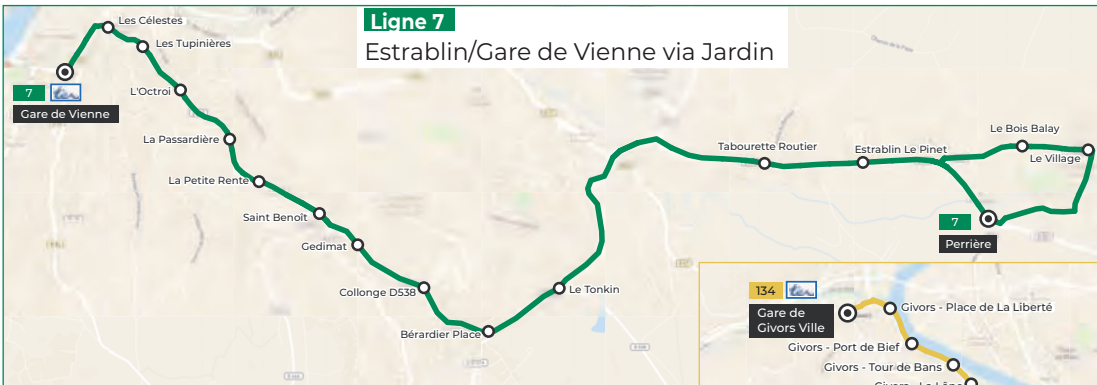 Ligne 7
Estrablin/Gare de Vienne via Jardin
Les Célestes
Les Tupinières
7 ter
Gare de Vienne
L'Octroi
La Passardière
La Petite Rente
Saint Benoît
Gedimat
Collonge D538
Bérardier Place
Le Tonkin
Tabourette Routier
Estrablin Le Pinet
Le Bois Balay
Le Village
7
Perrière
134 ter
Gare de
Givors Ville
Givors - Place de La Liberté
Givors - Port de Bief
Givors - Tour de Bans